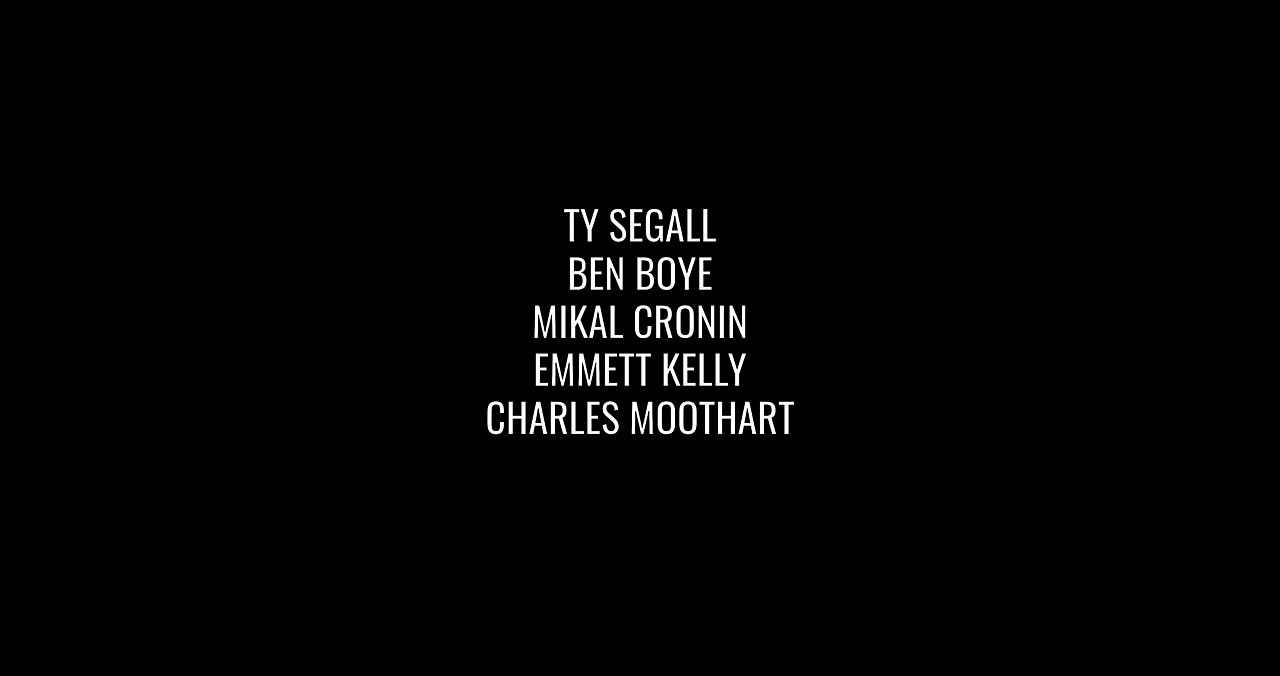 TY SEGALL
BEN BOYE
MIKAL CRONIN
EMMETT KELLY
CHARLES MOOTHART